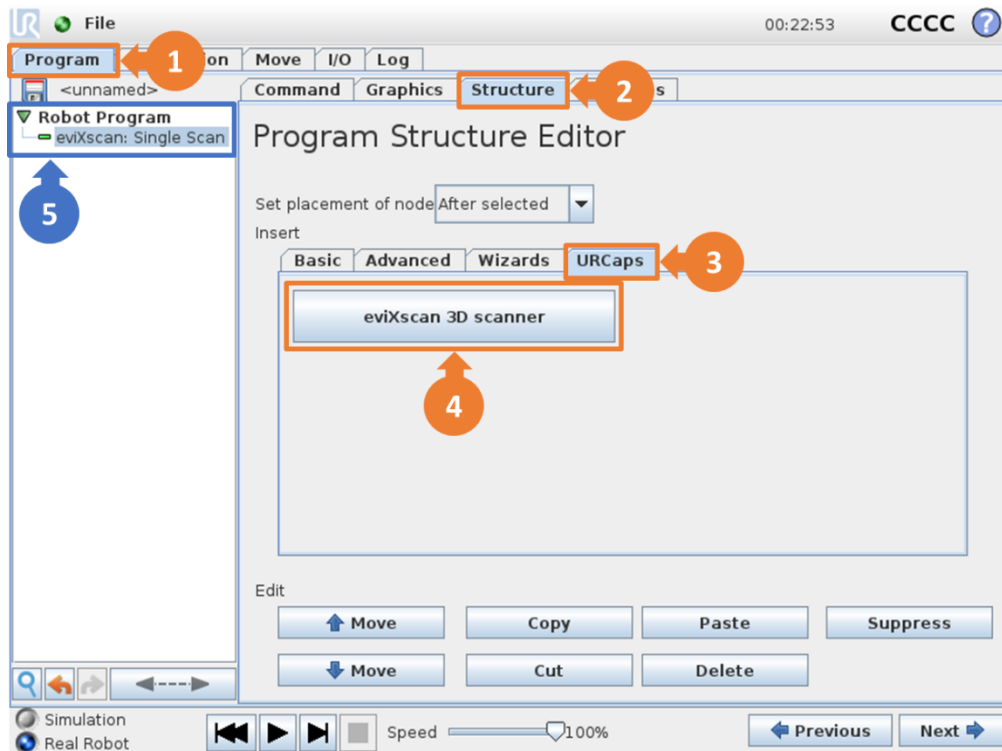 UR File 00:22:53 CCCC ?
Program 1 on Move I/O Log
<unnamed> Command Graphics Structure 2 s
Robot Program
eviXscan: Single Scan
Program Structure Editor
5
Set placement of node After selected
Insert
Basic Advanced Wizards URCaps 3
eviXscan 3D scanner
4
Edit
Move Copy Paste Suppress
Move Cut Delete
Simulation
Real Robot
Speed 100%
Previous Next